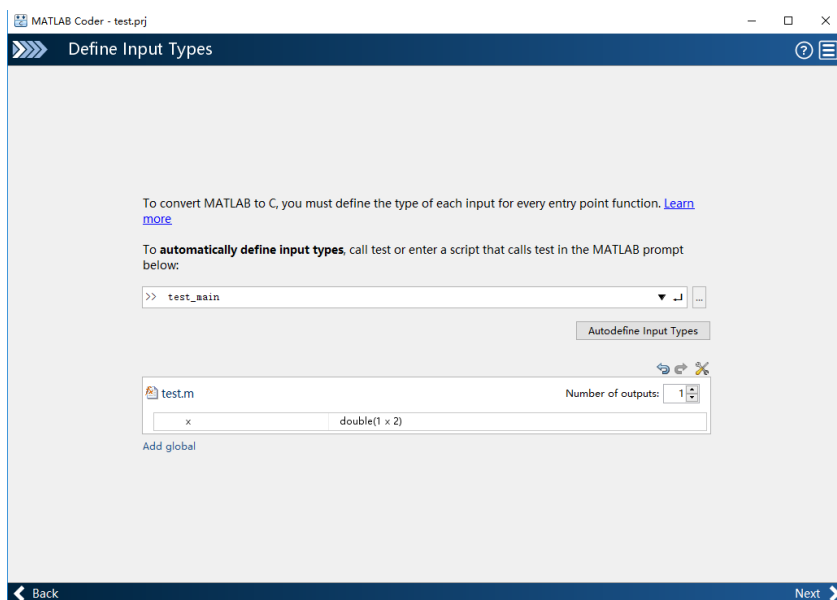 MATLAB Coder - test.prj
Define Input Types
To convert MATLAB to C, you must define the type of each input for every entry point function. Learn
more
To automatically define input types, call test or enter a script that calls test in the MATLAB prompt
below:
>> test_main
...
Autodefine Input Types
test.m
Number of outputs: 1
x double(1 x 2)
Add global
Back
Next